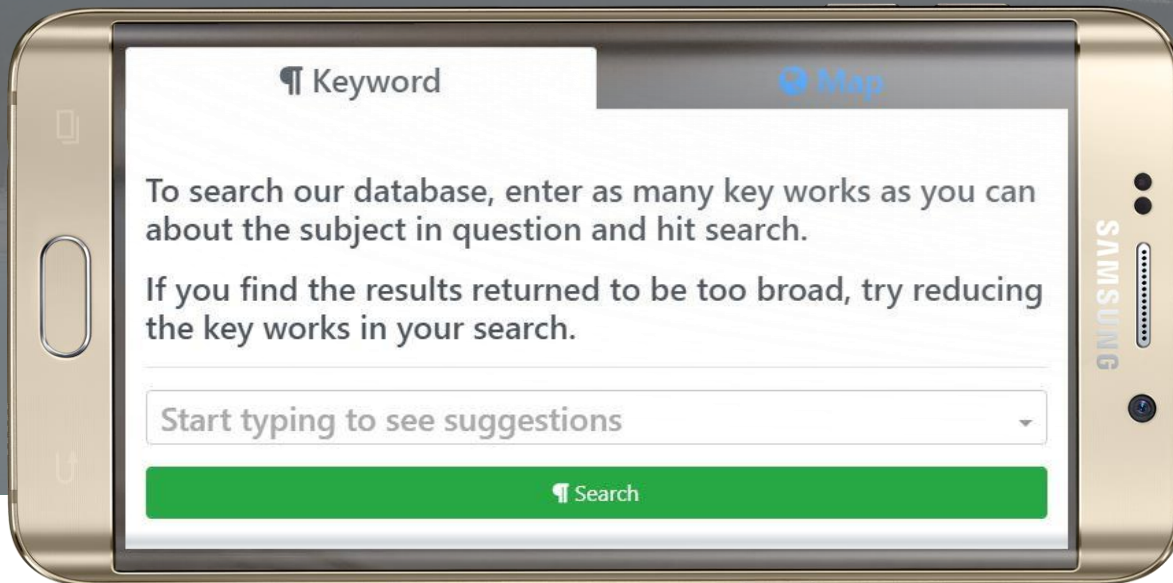 ¶ Keyword
Map
To search our database, enter as many key works as you can
about the subject in question and hit search.
If you find the results returned to be too broad, try reducing
the key works in your search.
Start typing to see suggestions
¶ Search
SAMSUNG